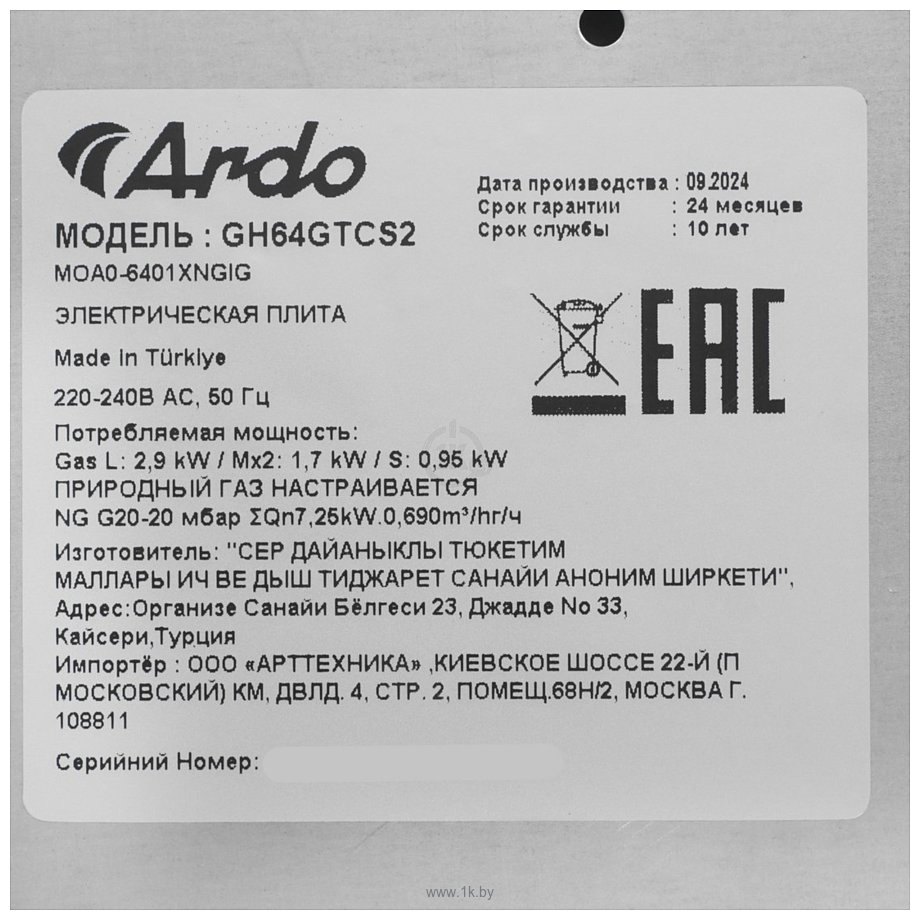 Ardo
Дата производства : 09.2024
Срок гарантии : 24 месяцев
Срок службы : 10 лет
МОДЕЛЬ : GH64GTCS2
MOA0-6401XNGIG
ЭЛЕКТРИЧЕСКАЯ ПЛИТА
EAC
Made in Türkiye
220-240В AC, 50 Гц
Потребляемая мощность:
Gas L: 2,9 kW / Mx2: 1,7 kW / S: 0,95 kW
ПРИРОДНЫЙ ГАЗ НАСТРАИВАЕТСЯ
NG G20-20 мбар ΣQn7,25kW.0,690m³/hr/ч
Изготовитель: "СЕР ДАЙАНЫКЛЫ ТЮКЕТИМ
МАЛЛАРЫ ИЧ ВЕ ДЫШ ТИДЖАРЕТ САНАЙИ АНОНИМ ШИРКЕТИ",
Адрес:Организе Санайи Бёлгеси 23, Джадде No 33,
Кайсери,Турция
Импортёр : ООО «АРТТЕХНИКА» ,КИЕВСКОЕ ШОССЕ 22-Й (П
МОСКОВСКИЙ) КМ, ДВЛД. 4, СТР. 2, ПОМЕЩ.68Н/2, МОСКВА Г.
108811
Серийний Номер:
www.1k.by